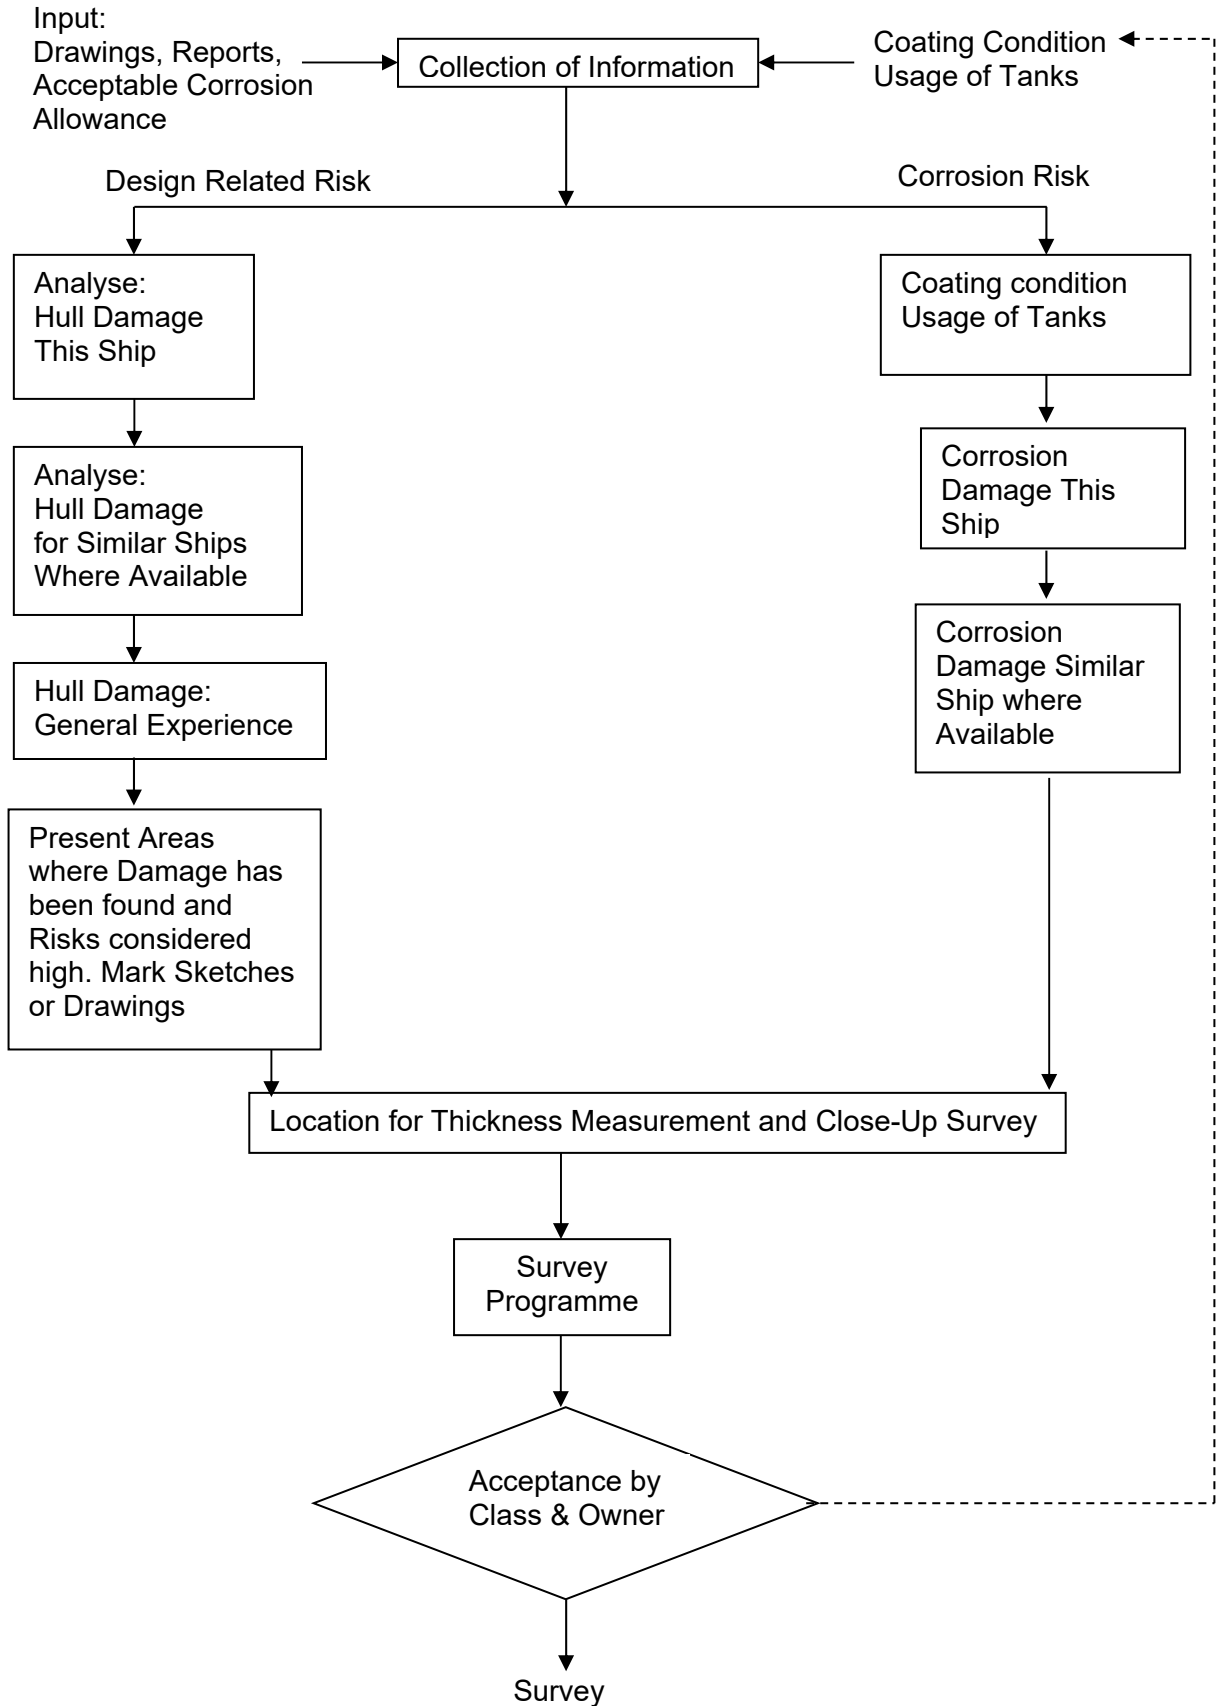 Input:
Drawings, Reports,
Acceptable Corrosion
Allowance
Collection of Information
Coating Condition
Usage of Tanks
Design Related Risk
Corrosion Risk
Analyse:
Hull Damage
This Ship
Analyse:
Hull Damage
for Similar Ships
Where Available
Hull Damage:
General Experience
Present Areas
where Damage has
been found and
Risks considered
high. Mark Sketches
or Drawings
Coating condition
Usage of Tanks
Corrosion
Damage This
Ship
Corrosion
Damage Similar
Ship where
Available
Location for Thickness Measurement and Close-Up Survey
Survey
Programme
Acceptance by
Class & Owner
Survey